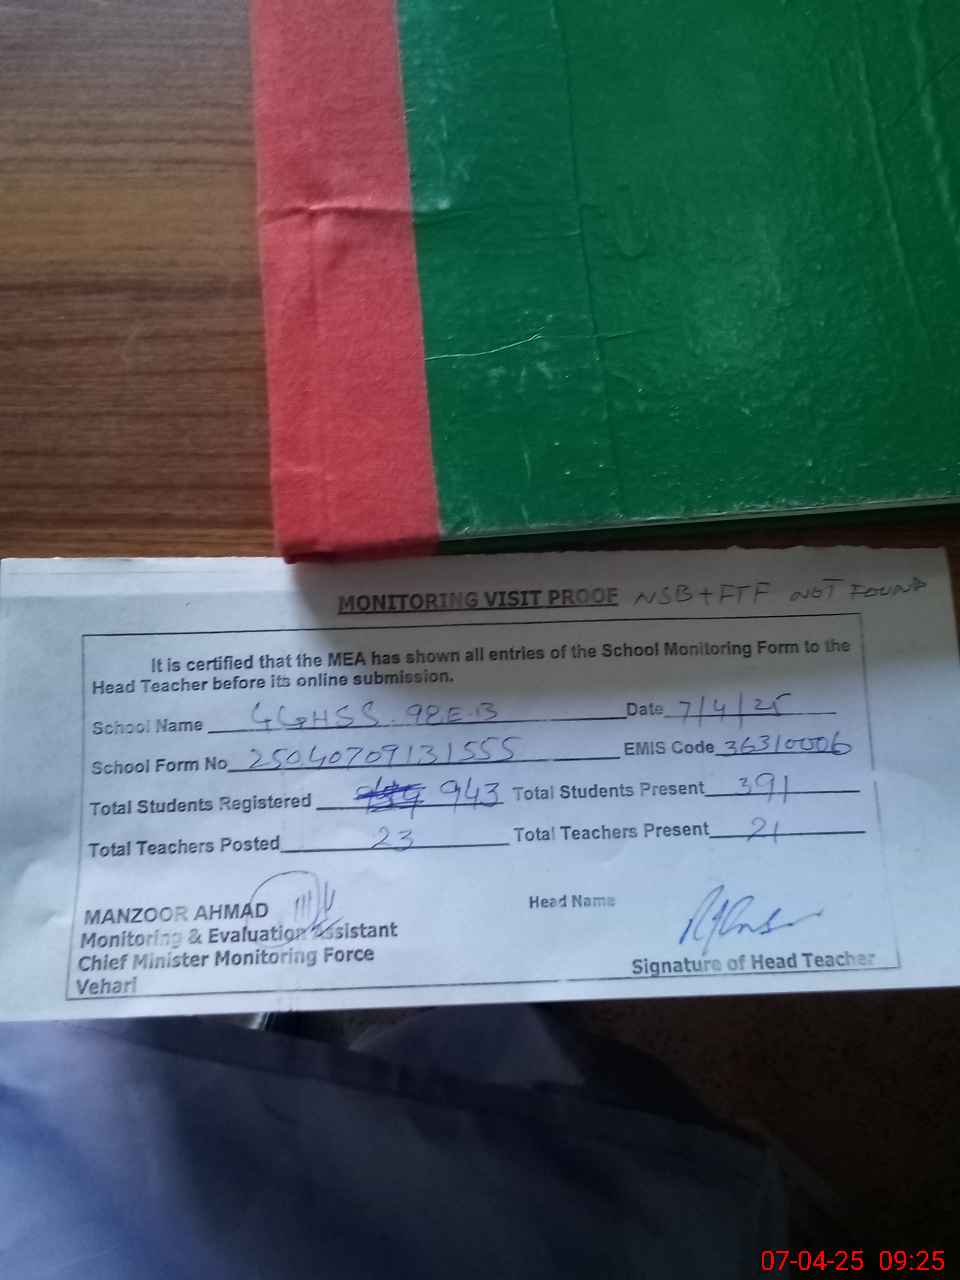 MONITORING VISIT PROOF NSB+FTF NOT FOUND
It is certified that the MEA has shown all entries of the School Monitoring Form to the
Head Teacher before its online submission.
School Name GGHSS 98E-B Date 7/4/25
School Form No 25040709131555 EMIS Code 36310006
Total Students Registered 943 Total Students Present 391
Total Teachers Posted 23 Total Teachers Present 21
MANZOOR AHMAD Head Name
Monitoring & Evaluation Assistant
Chief Minister Monitoring Force Signature of Head Teacher
Vehari
07-04-25 09:25